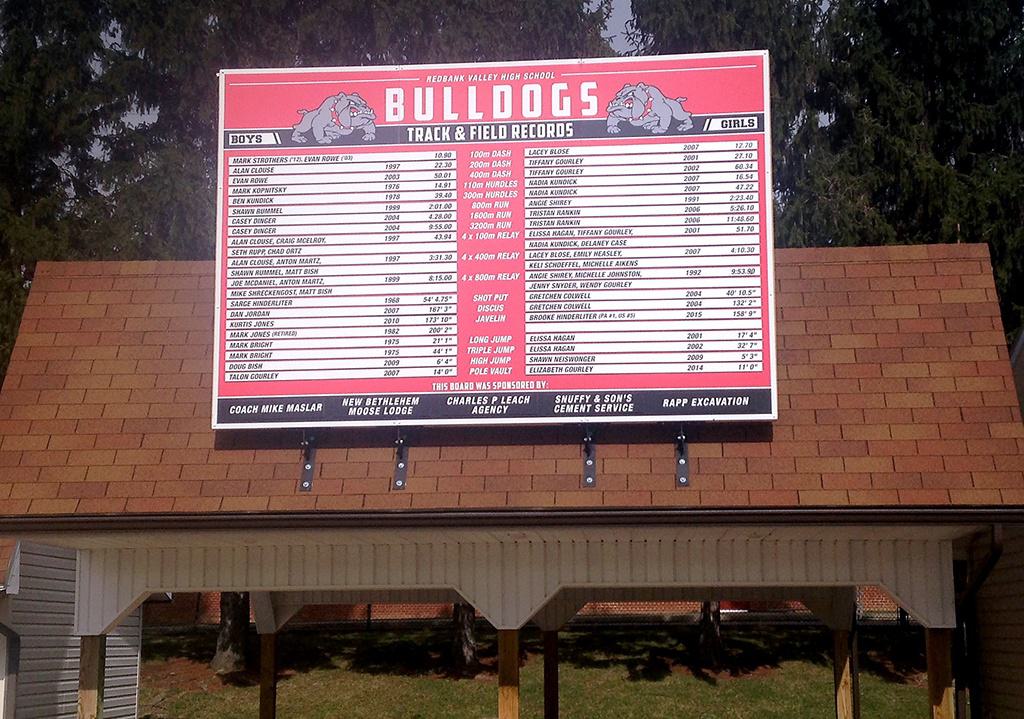 REDBANK VALLEY HIGH SCHOOL
BULLDOGS
BOYS TRACK & FIELD RECORDS GIRLS
MARK STROTHERS ('12), EVAN ROWE ('03) 10.90 100m DASH LACEY BLOSE 2007 12.70
ALAN CLOUSE 1997 22.30 200m DASH TIFFANY GOURLEY 2001 27.10
EVAN ROWE 2003 50.01 400m DASH TIFFANY GOURLEY 2002 60.34
MARK KOPNITSKY 1976 14.91 110m HURDLES NADIA KUNDICK 2007 16.54
BEN KUNDICK 1978 39.40 300m HURDLES NADIA KUNDICK 2007 47.22
SHAWN RUMMEL 1999 2:01.00 800m RUN ANGIE SHIREY 1991 2:23.40
CASEY DINGER 2004 4.28.00 1600m RUN TRISTAN RANKIN 2006 5:26.10
CASEY DINGER 2004 9:55.00 3200m RUN TRISTAN RANKIN 2006 11:48.60
ALAN CLOUSE, CRAIG MCELROY, 1997 43.94 4 x 100m RELAY ELISSA HAGAN, TIFFANY GOURLEY, 2001 51.70
SETH RUPP, CHAD ORTZ NADIA KUNDICK, DELANEY CASE
ALAN CLOUSE, ANTON MARTZ, 1997 3:31.30 4 x 400m RELAY LACEY BLOSE, EMILY HEASLEY, 2007 4:10.30
SHAWN RUMMEL, MATT BISH KELI SCHOEFFEL, MICHELLE AIKENS
JOE MCDANIEL, ANTON MARTZ, 1999 8:15.00 4 x 800m RELAY ANGIE SHIREY, MICHELLE JOHNSTON, 1992 9:53.90
MIKE SHRECKENGOST, MATT BISH JENNY SNYDER, WENDY GOURLEY
SARGE HINDERLITER 1968 54' 4.75" SHOT PUT GRETCHEN COLWELL 2004 40' 10.5"
DAN JORDAN 2007 167' 3" DISCUS GRETCHEN COLWELL 2004 132' 2"
KURTIS JONES 2010 173' 10" JAVELIN BROOKE HINDERLITER (PA #1, US #5) 2015 158' 9"
MARK JONES (RETIRED) 1982 200' 2"
MARK BRIGHT 1975 21' 1" LONG JUMP ELISSA HAGAN 2001 17' 4"
MARK BRIGHT 1975 44' 1" TRIPLE JUMP ELISSA HAGAN 2002 32' 7"
DOUG BISH 2009 6' 4" HIGH JUMP SHAWN NEISWONGER 2009 5' 3"
TALON GOURLEY 2007 14' 0" POLE VAULT ELIZABETH GOURLEY 2014 11' 0"
THIS BOARD WAS SPONSORED BY:
COACH MIKE MASLAR NEW BETHLEHEM MOOSE LODGE CHARLES P LEACH AGENCY SNUFFY & SON'S CEMENT SERVICE RAPP EXCAVATION